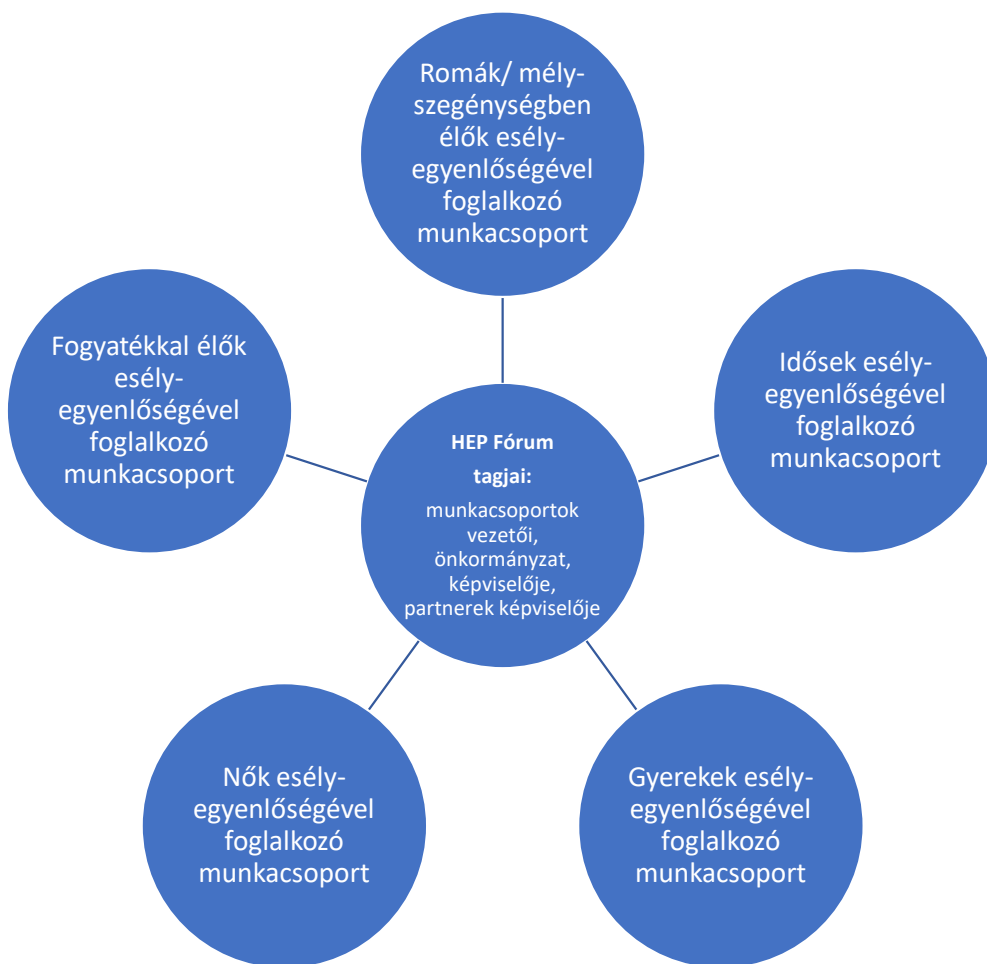 Romák/ mély-
szegénységben
élők esély-
egyenlőségével
foglalkozó
munkacsoport
Fogyatékkal élők
esély-
egyenlőségével
foglalkozó
munkacsoport
Idősek esély-
egyenlőségével
foglalkozó
munkacsoport
HEP Fórum
tagjai:
munkacsoportok
vezetői,
önkormányzat,
képviselője,
partnerek képviselője
Nők esély-
egyenlőségével
foglalkozó
munkacsoport
Gyerekek esély-
egyenlőségével
foglalkozó
munkacsoport